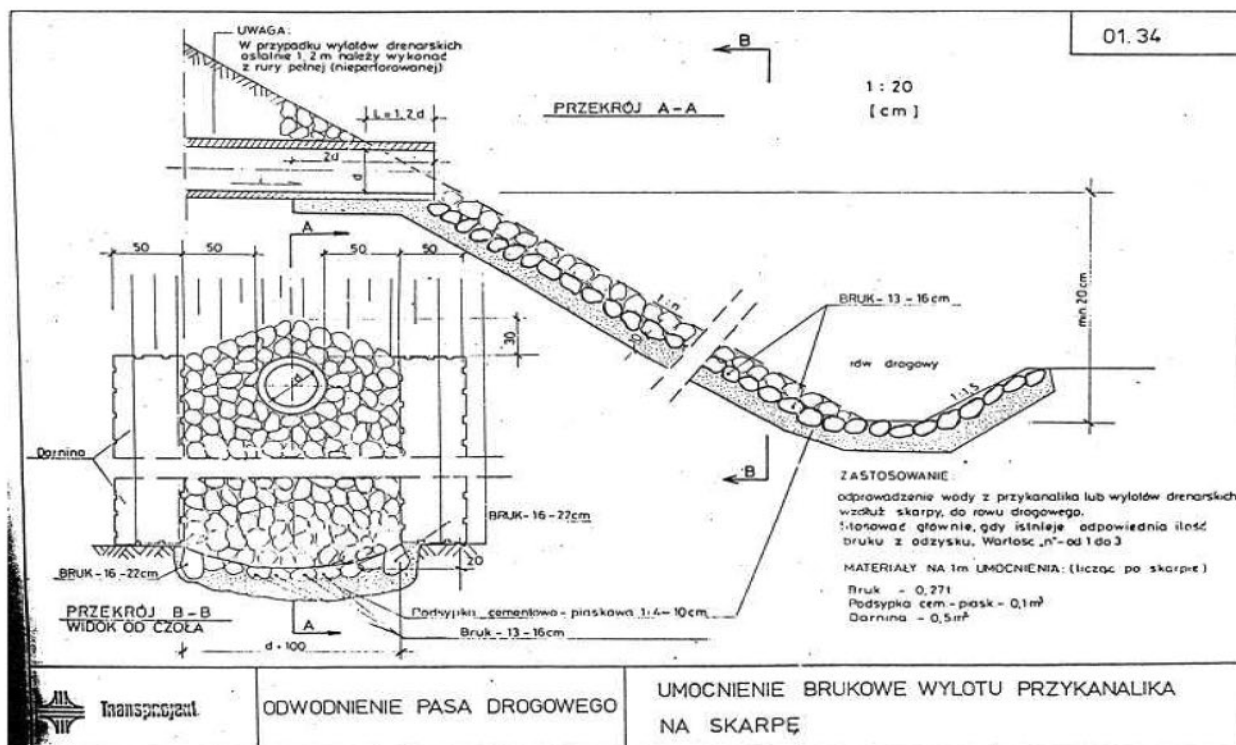 UWAGA:
W przypadku wylotów drenarskich
ostatnie 1,2 m należy wykonać
z rury pełnej (nieperforowanej)
B
01.34
1:20
[cm]
PRZEKRÓJ A-A
L=1,2d
2d
d
A
50
50
50
50
1:n
10
BRUK-13-16cm
min.20cm
30
rów drogowy
1:1,5
d
Darnina
B
ZASTOSOWANIE:
odprowadzenie wody z przykanalika lub wylotów drenarskich
wzdłuż skarpy, do rowu drogowego.
Stosować głównie, gdy istnieje odpowiednia ilość
bruku z odzysku. Wartość „n"-od 1 do 3
BRUK-16-22cm
MATERIAŁY NA 1m UMOCNIENIA: (licząc po skarpie)
Bruk - 0,27t
Podsypka cem-piask-0,1m³
Darnina - 0,5m²
20
BRUK-16-22cm
PRZEKRÓJ B-B
WIDOK OD CZOŁA
A
Podsypka cementowo-piaskowa 1:4-10cm
Bruk-13-16cm
d+100
Transprojekt
ODWODNIENIE PASA DROGOWEGO
UMOCNIENIE BRUKOWE WYLOTU PRZYKANALIKA
NA SKARPĘ